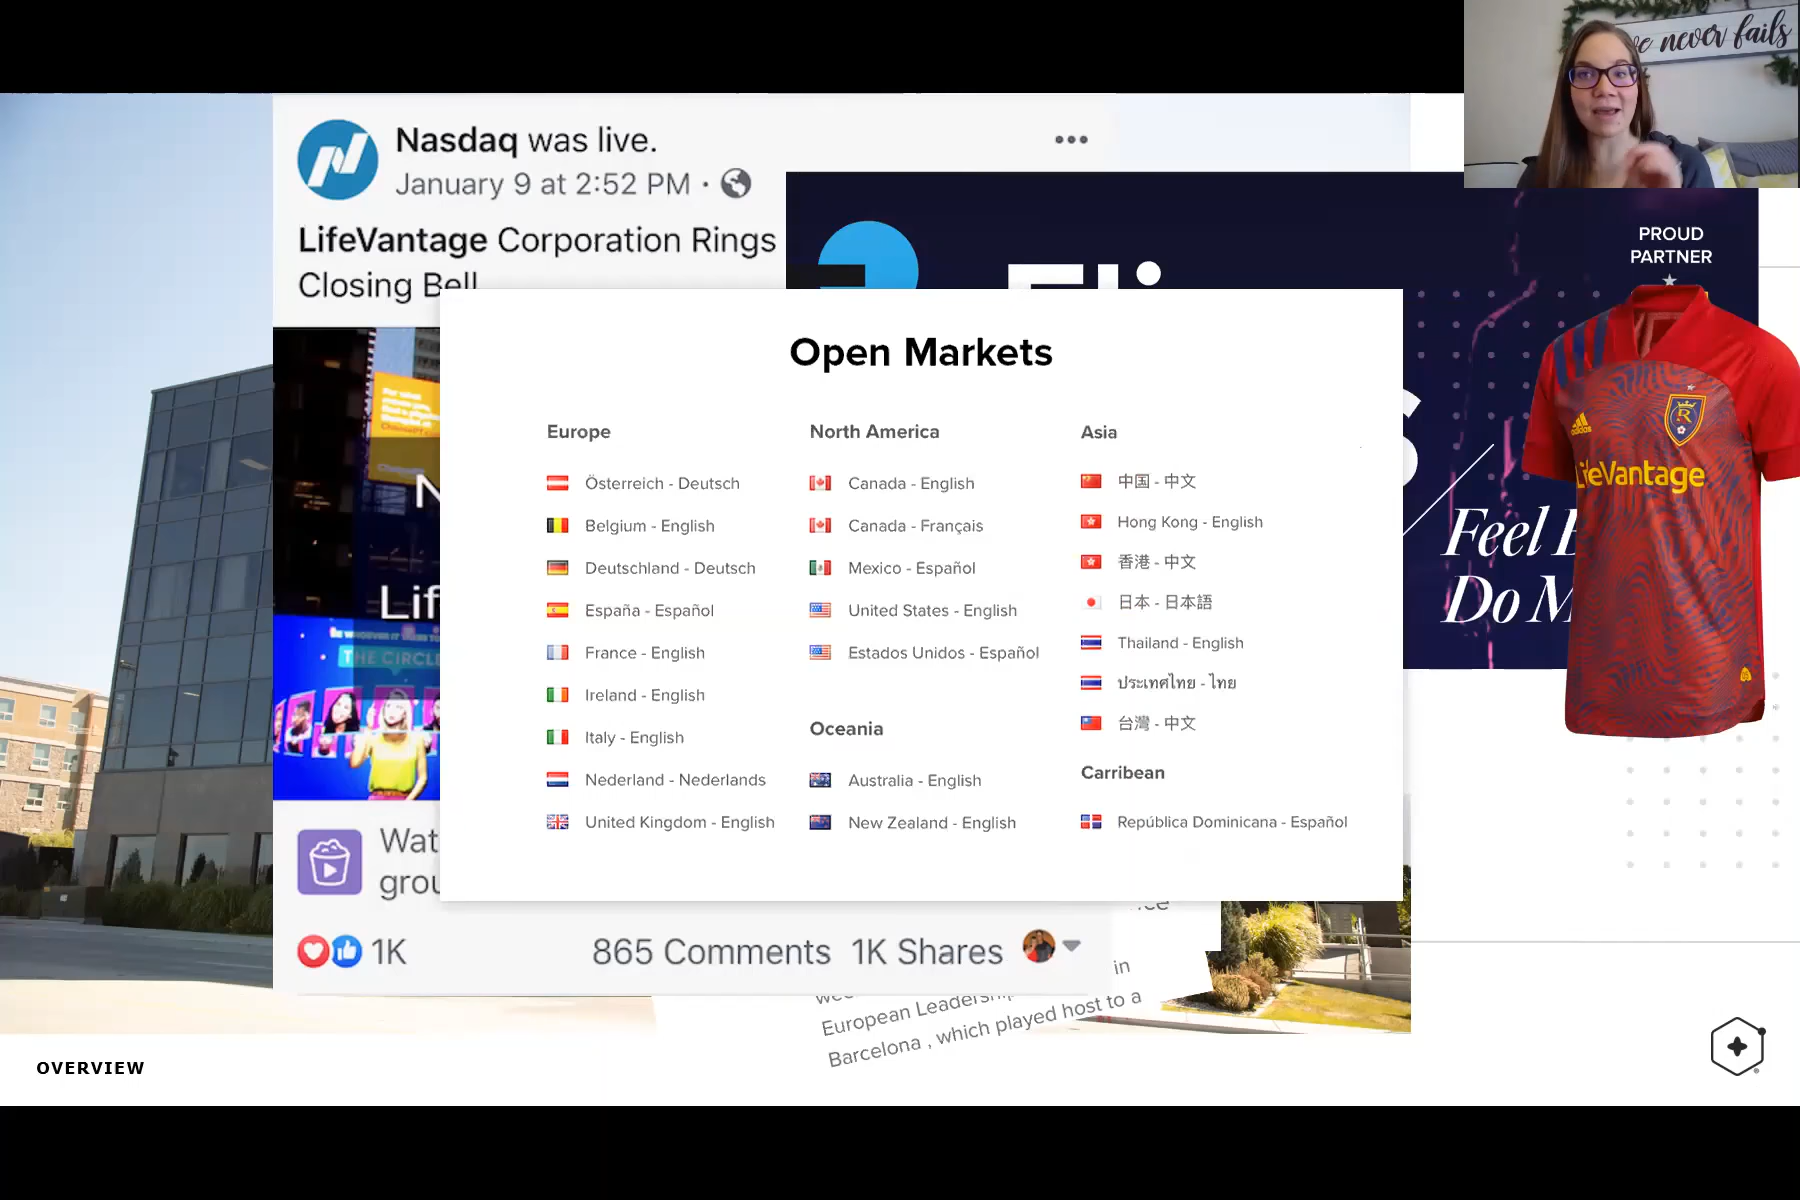 never fails
Nasdaq was live.
January 9 at 2:52 PM ·
LifeVantage Corporation Rings
Closing Bell
PROUD
PARTNER
adidas
LifeVantage
Feel
Do
Open Markets
Europe
Österreich - Deutsch
Belgium - English
Deutschland - Deutsch
España - Español
France - English
Ireland - English
Italy - English
Nederland - Nederlands
United Kingdom - English
North America
Canada - English
Canada - Français
Mexico - Español
United States - English
Estados Unidos - Español
Oceania
Australia - English
New Zealand - English
Asia
中国 - 中文
Hong Kong - English
香港 - 中文
日本 - 日本語
Thailand - English
ประเทศไทย - ไทย
台灣 - 中文
Carribean
República Dominicana - Español
THE CIRCLE
1K
865 Comments 1K Shares
in
European
Barcelona , which played host to a
OVERVIEW